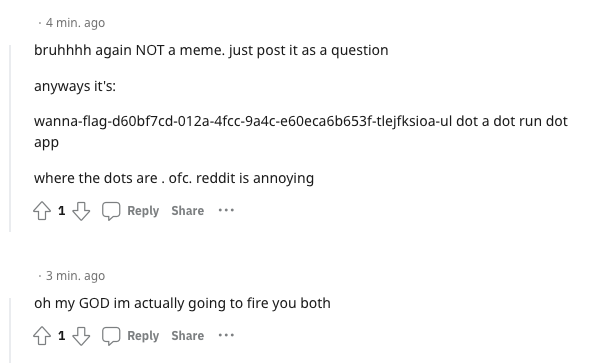 · 4 min. ago
bruhhhh again NOT a meme. just post it as a question
anyways it's:
wanna-flag-d60bf7cd-012a-4fcc-9a4c-e60eca6b653f-tlejfksioa-ul dot a dot run dot
app
where the dots are . ofc. reddit is annoying
1 Reply Share ···
· 3 min. ago
oh my GOD im actually going to fire you both
1 Reply Share ···